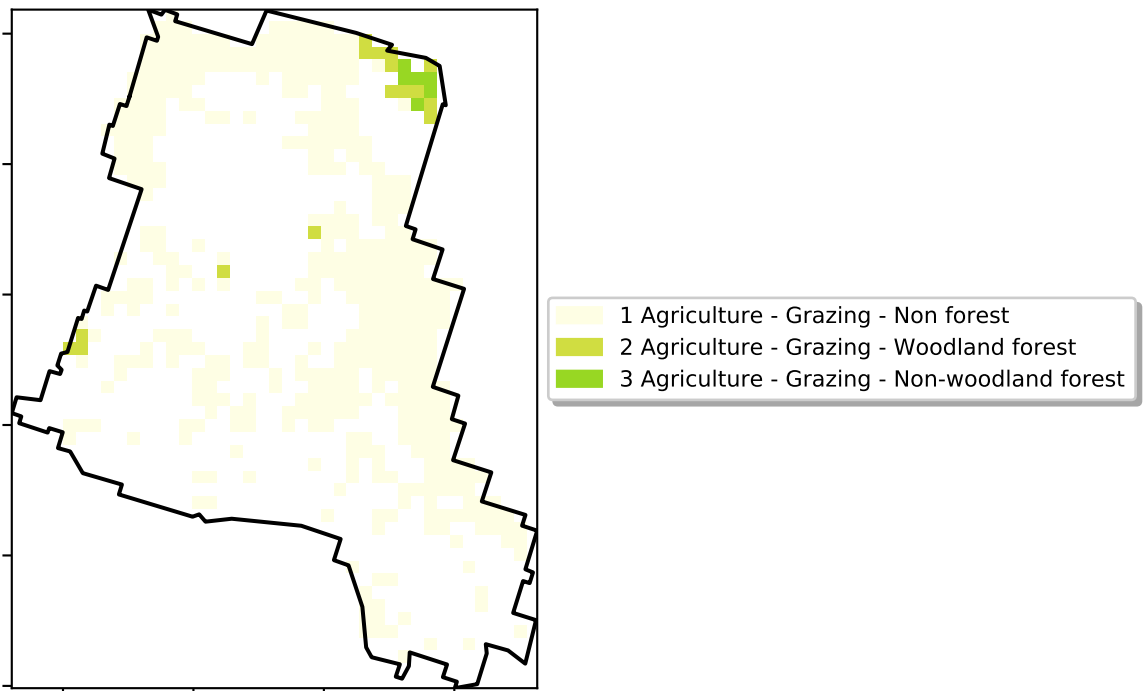 1 Agriculture - Grazing - Non forest
2 Agriculture - Grazing - Woodland forest
3 Agriculture - Grazing - Non-woodland forest